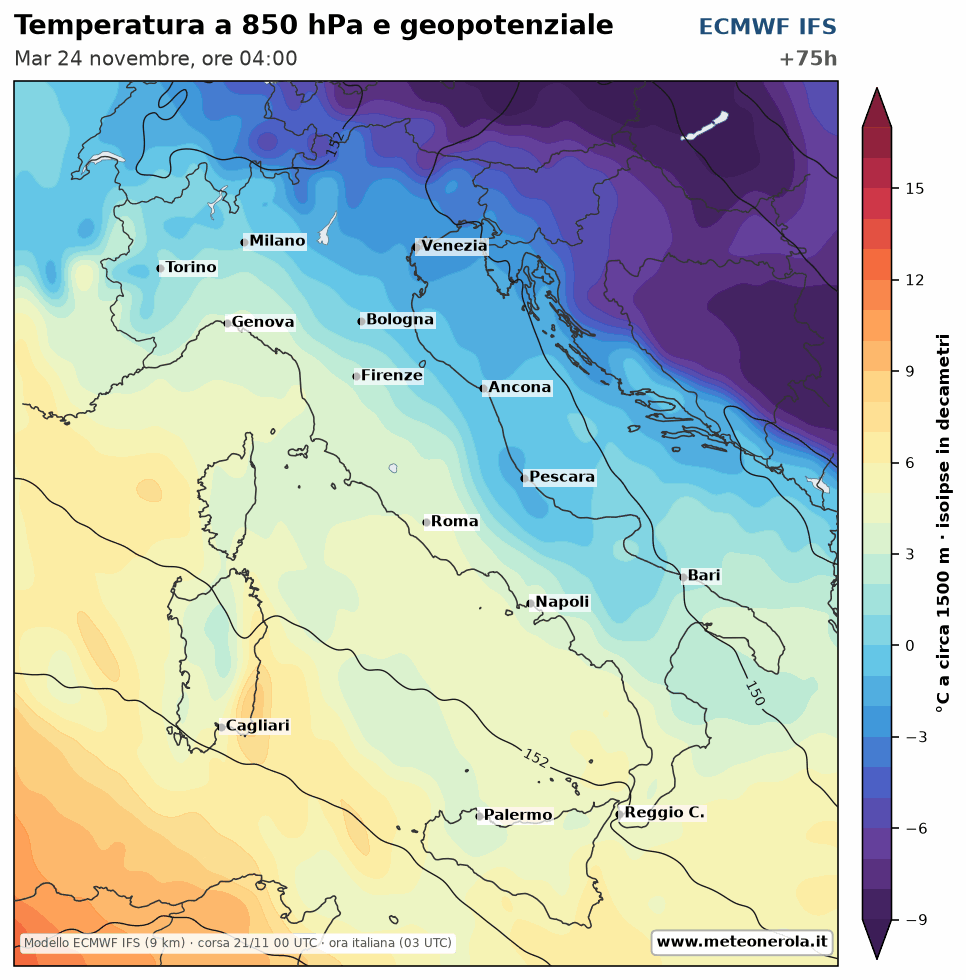 Temperatura a 850 hPa e geopotenziale
ECMWF IFS
Mar 24 novembre, ore 04:00
+75h
152
Milano
Venezia
Torino
Genova
Bologna
Firenze
Ancona
Pescara
Roma
Bari
Napoli
150
Cagliari
152
Palermo
Reggio C.
15
12
9
6
3
0
−3
−6
−9
°C a circa 1500 m · isoipse in decametri
Modello ECMWF IFS (9 km) · corsa 21/11 00 UTC · ora italiana (03 UTC)
www.meteonerola.it